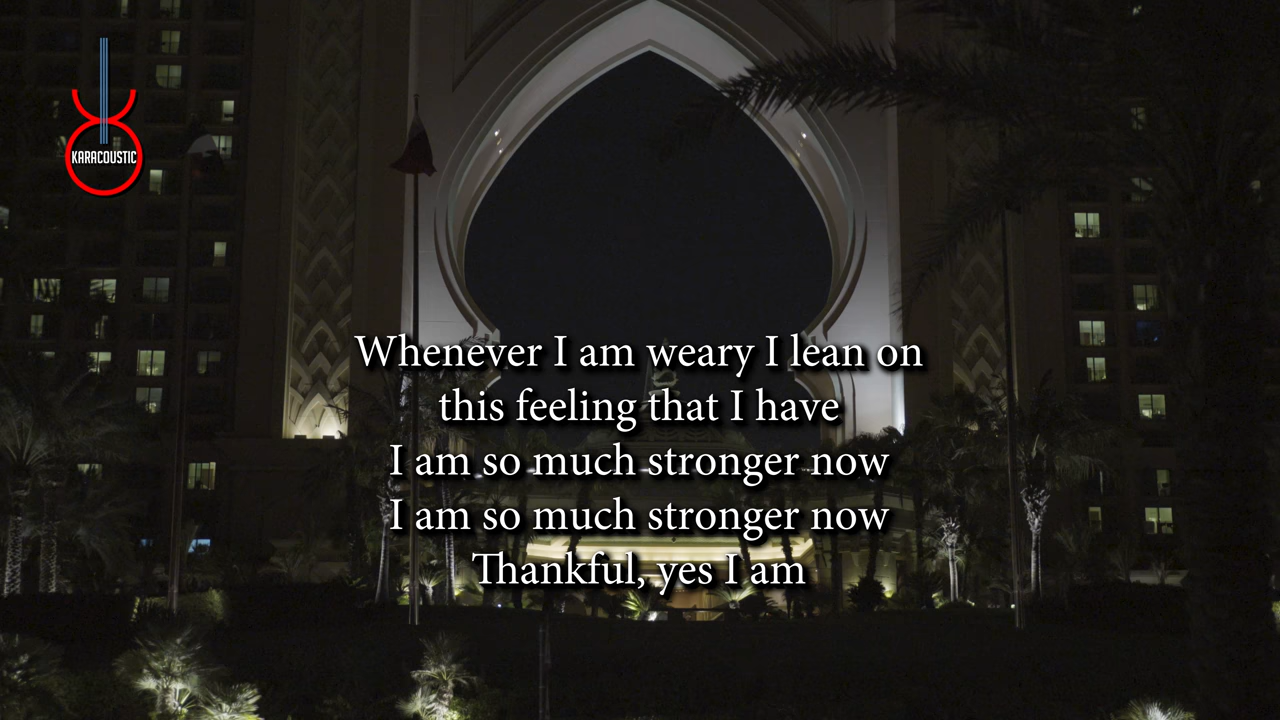 KARACOUSTIC
Whenever I am weary I lean on
this feeling that I have
I am so much stronger now
I am so much stronger now
Thankful, yes I am